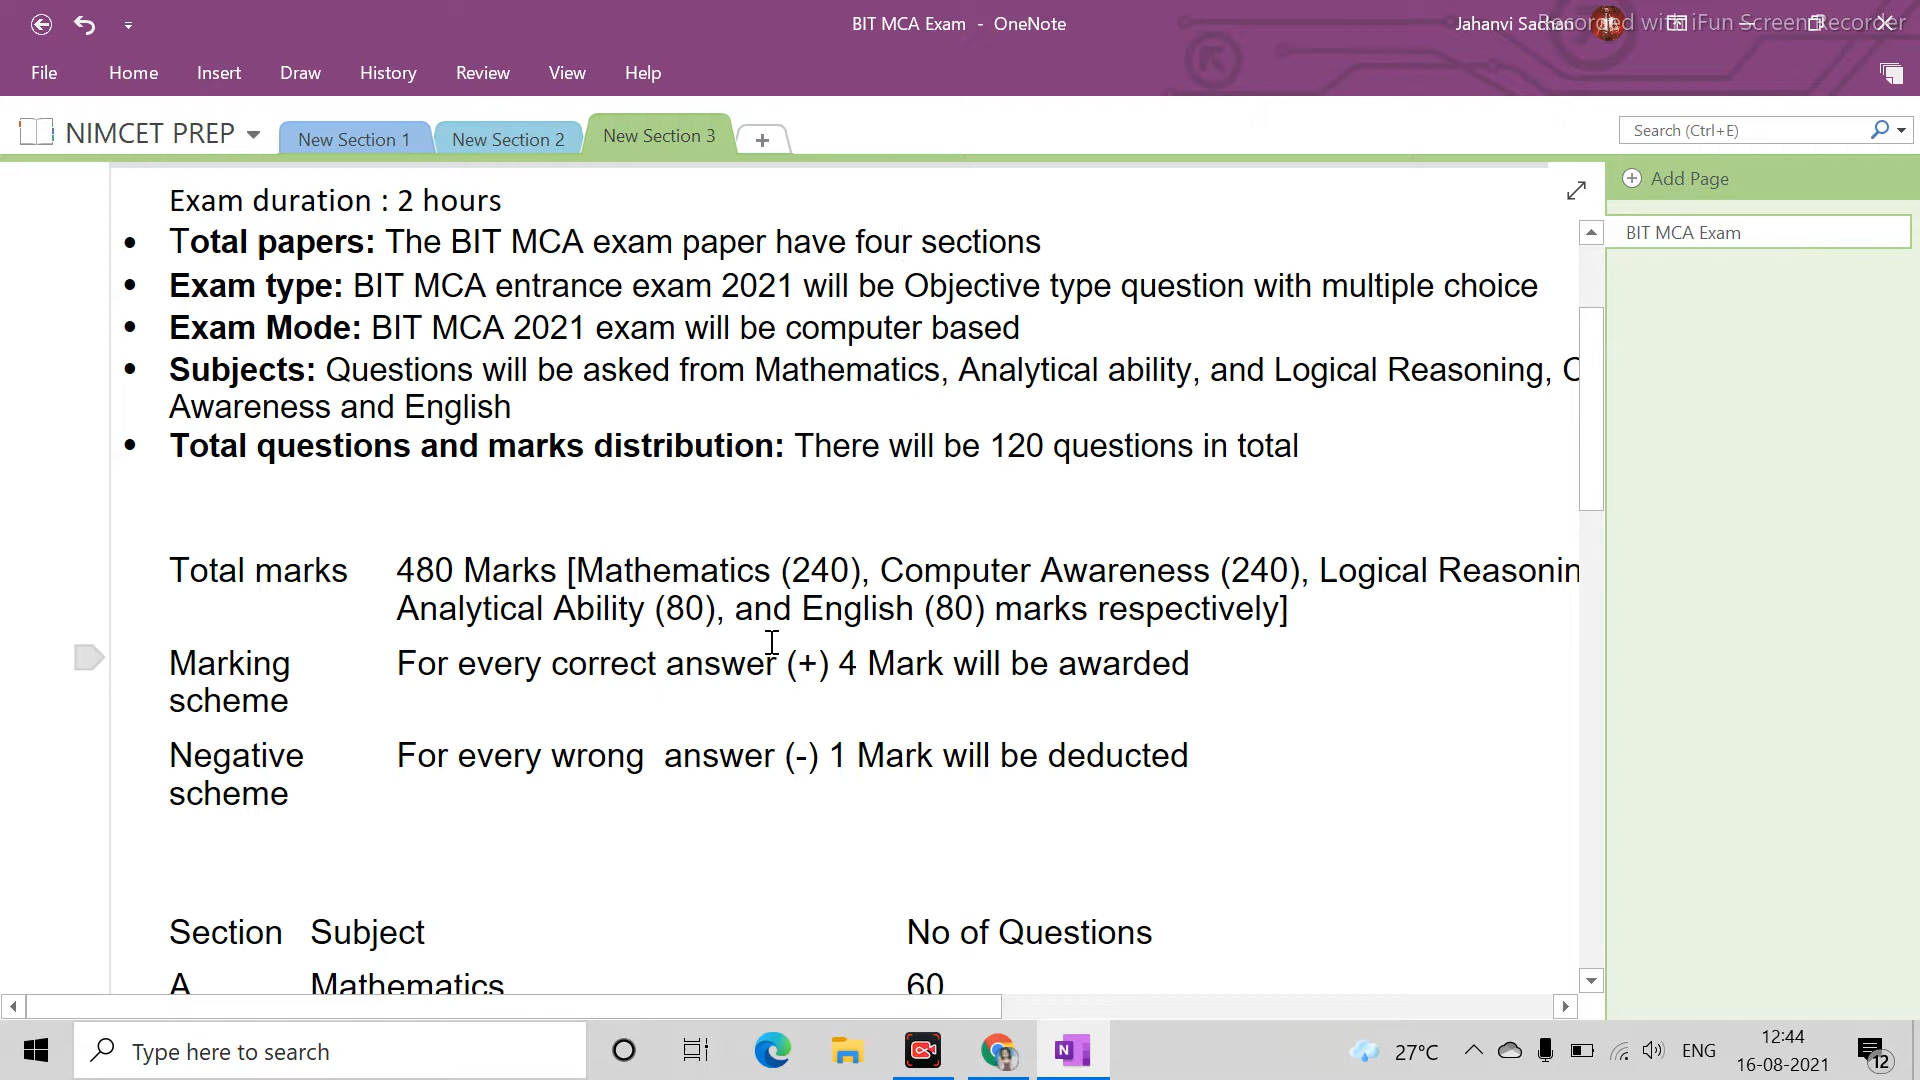 BIT MCA Exam - OneNote
Jahanvi Sachan
Recorded with iFun Screen Recorder
File Home Insert Draw History Review View Help
NIMCET PREP New Section 1 New Section 2 New Section 3 +
Search (Ctrl+E)
Add Page
BIT MCA Exam
Exam duration : 2 hours
• Total papers: The BIT MCA exam paper have four sections
• Exam type: BIT MCA entrance exam 2021 will be Objective type question with multiple choice
• Exam Mode: BIT MCA 2021 exam will be computer based
• Subjects: Questions will be asked from Mathematics, Analytical ability, and Logical Reasoning, C
Awareness and English
• Total questions and marks distribution: There will be 120 questions in total
Total marks 480 Marks [Mathematics (240), Computer Awareness (240), Logical Reasonin
Analytical Ability (80), and English (80) marks respectively]
Marking For every correct answer (+) 4 Mark will be awarded
scheme
Negative For every wrong answer (-) 1 Mark will be deducted
scheme
Section Subject No of Questions
A Mathematics 60
Type here to search
27°C
ENG
12:44
16-08-2021
12